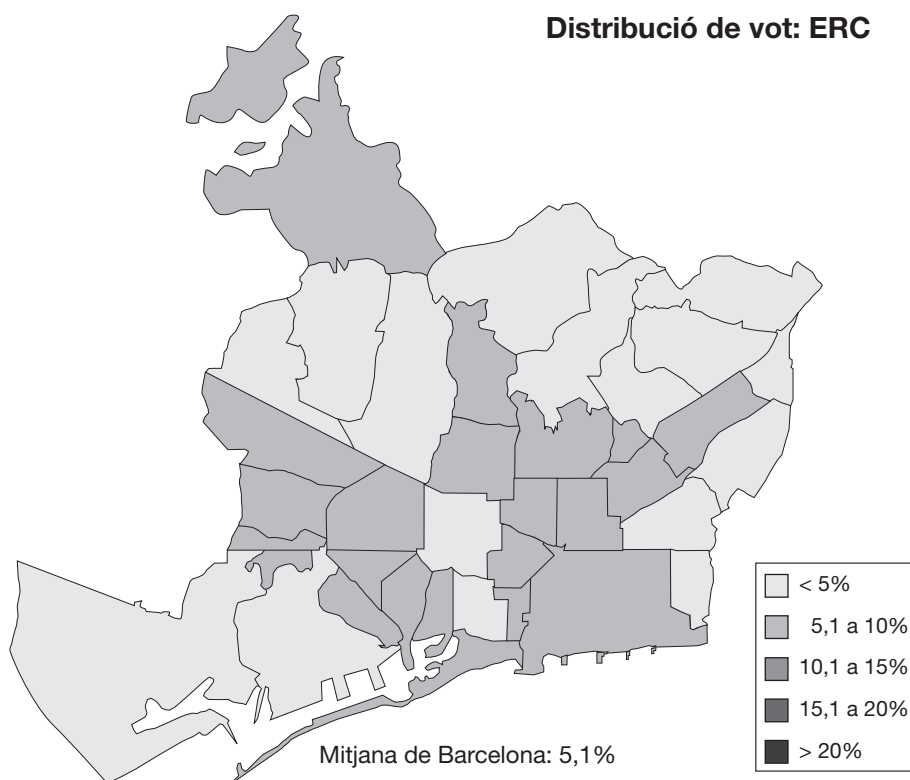 Distribució de vot: ERC
< 5%
5,1 a 10%
10,1 a 15%
15,1 a 20%
> 20%
Mitjana de Barcelona: 5,1%